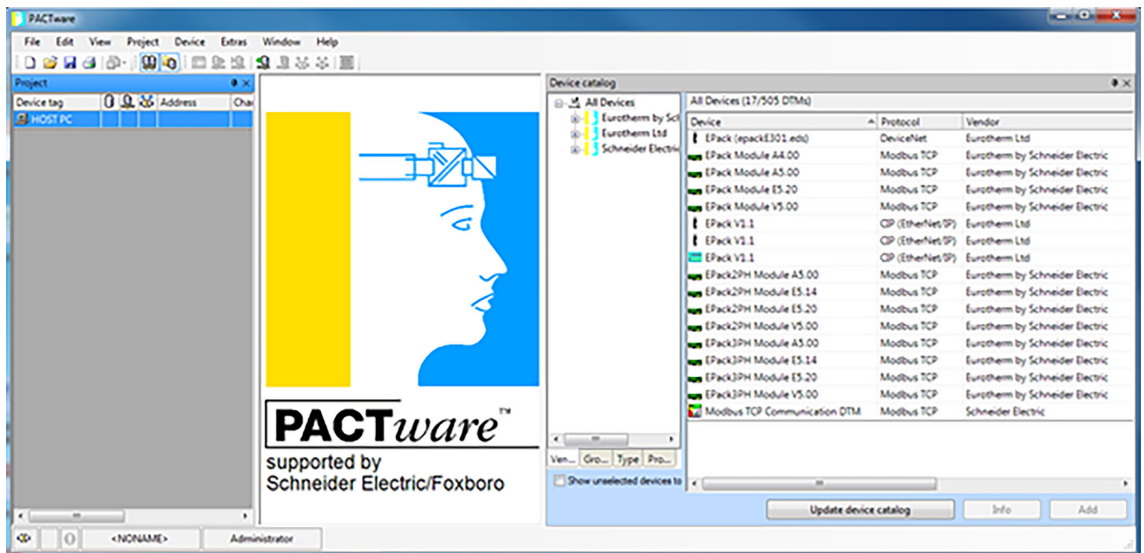 PACTware
File Edit View Project Device Extras Window Help
Project
Device tag Address Cha
HOST PC
PACTware™
supported by
Schneider Electric/Foxboro
Device catalog
All Devices
Eurotherm by Scl
Eurotherm Ltd
Schneider Electric
Ven... Gro... Type Pro...
Show unselected devices to
All Devices (17/505 DTMs)
Device Protocol Vendor
EPack (epackE301.eds) DeviceNet Eurotherm Ltd
EPack Module A4.00 Modbus TCP Eurotherm by Schneider Electric
EPack Module A5.00 Modbus TCP Eurotherm by Schneider Electric
EPack Module E5.20 Modbus TCP Eurotherm by Schneider Electric
EPack Module V5.00 Modbus TCP Eurotherm by Schneider Electric
EPack V1.1 CIP (EtherNet/IP) Eurotherm Ltd
EPack V1.1 CIP (EtherNet/IP) Eurotherm Ltd
EPack V1.1 CIP (EtherNet/IP) Eurotherm Ltd
EPack2PH Module A5.00 Modbus TCP Eurotherm by Schneider Electric
EPack2PH Module E5.14 Modbus TCP Eurotherm by Schneider Electric
EPack2PH Module E5.20 Modbus TCP Eurotherm by Schneider Electric
EPack2PH Module V5.00 Modbus TCP Eurotherm by Schneider Electric
EPack3PH Module A5.00 Modbus TCP Eurotherm by Schneider Electric
EPack3PH Module E5.14 Modbus TCP Eurotherm by Schneider Electric
EPack3PH Module E5.20 Modbus TCP Eurotherm by Schneider Electric
EPack3PH Module V5.00 Modbus TCP Eurotherm by Schneider Electric
Modbus TCP Communication DTM Modbus TCP Schneider Electric
Update device catalog Info Add
<NONAME> Administrator